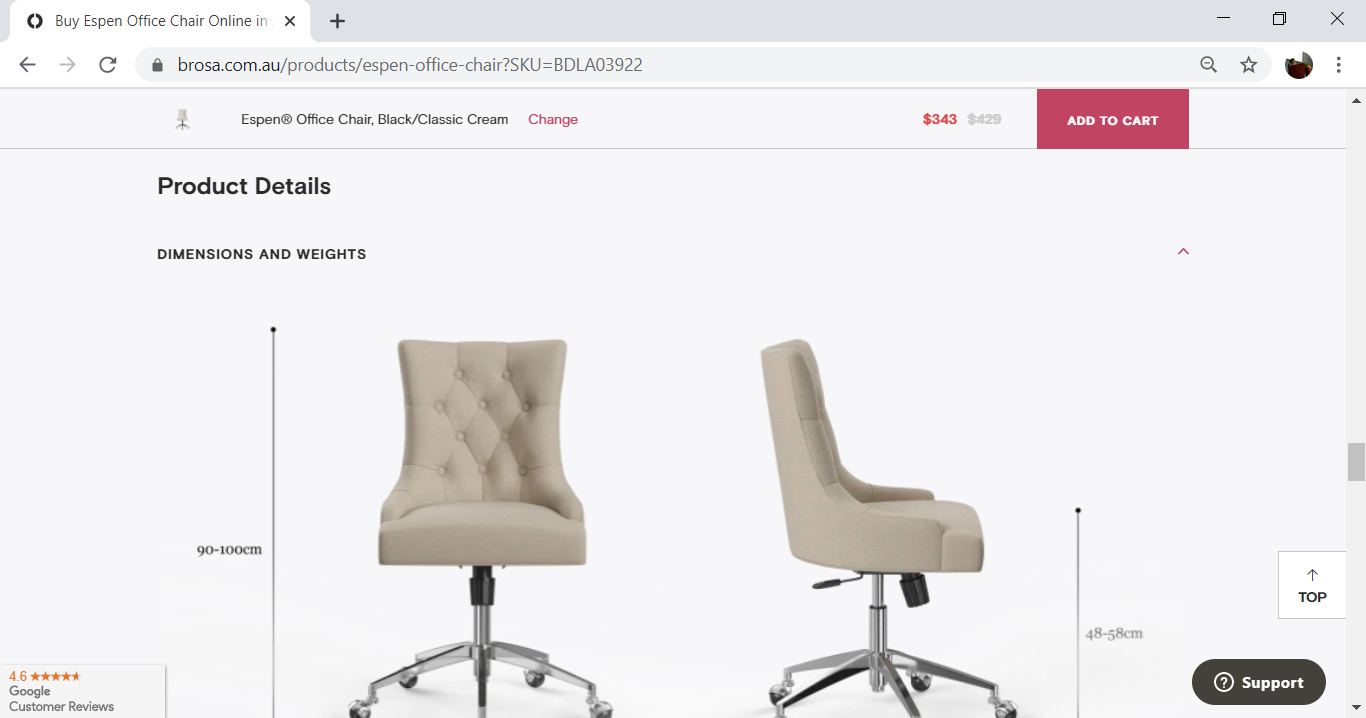 Buy Espen Office Chair Online in
brosa.com.au/products/espen-office-chair?SKU=BDLA03922
Espen® Office Chair, Black/Classic Cream Change $343 $429 ADD TO CART
Product Details
DIMENSIONS AND WEIGHTS
90-100cm
TOP
48-58cm
4.6
Google
Customer Reviews
Support